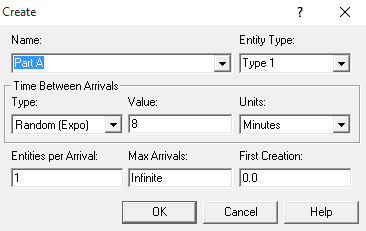 Create ?
Name: Entity Type:
Part A Type 1
Time Between Arrivals
Type: Value: Units:
Random (Expo) 8 Minutes
Entities per Arrival: Max Arrivals: First Creation:
1 Infinite 0.0
OK Cancel Help